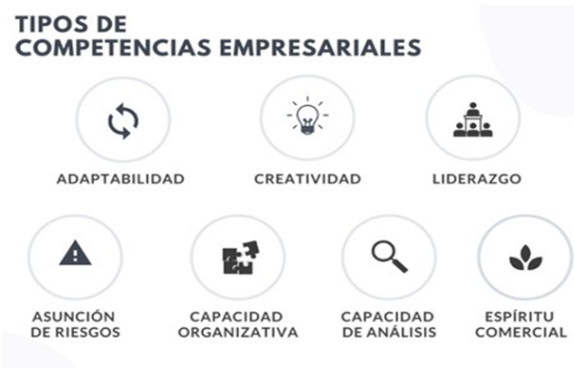 TIPOS DE
COMPETENCIAS EMPRESARIALES
ADAPTABILIDAD
CREATIVIDAD
LIDERAZGO
ASUNCIÓN
DE RIESGOS
CAPACIDAD
ORGANIZATIVA
CAPACIDAD
DE ANÁLISIS
ESPÍRITU
COMERCIAL